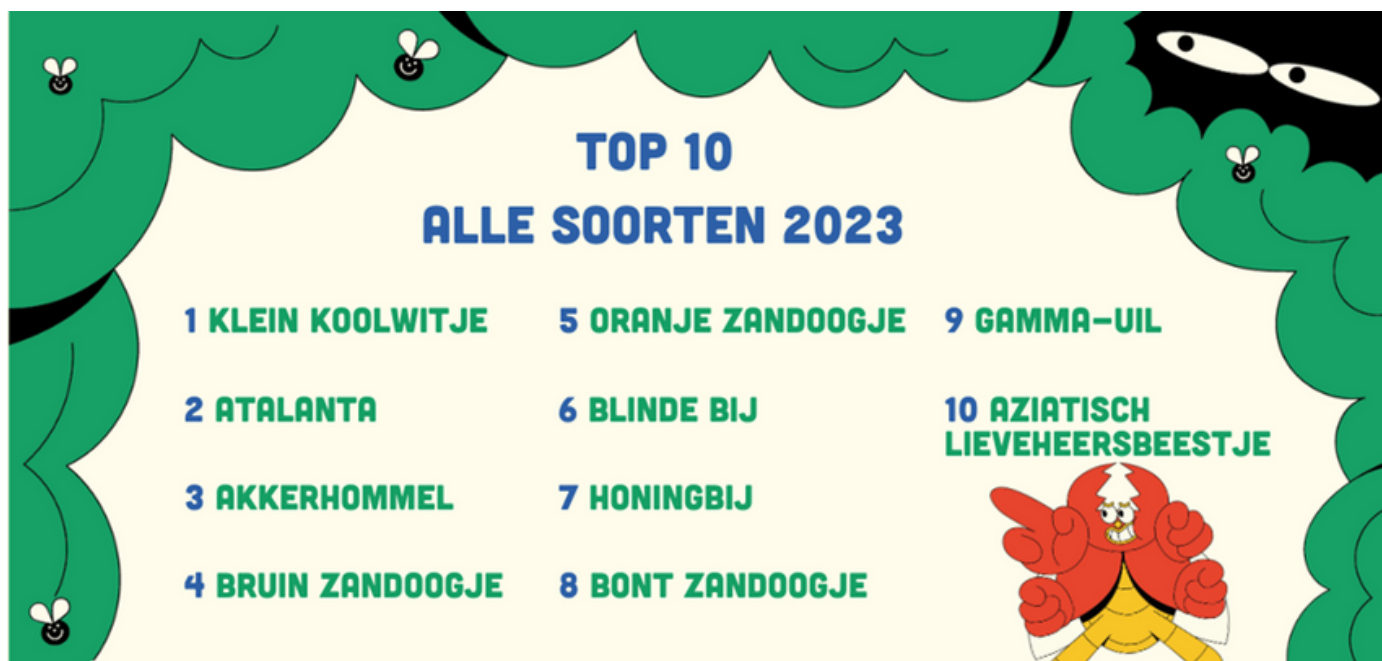 TOP 10
ALLE SOORTEN 2023
1 KLEIN KOOLWITJE
2 ATALANTA
3 AKKERHOMMEL
4 BRUIN ZANDOOGJE
5 ORANJE ZANDOOGJE
6 BLINDE BIJ
7 HONINGBIJ
8 BONT ZANDOOGJE
9 GAMMA-UIL
10 AZIATISCH
LIEVEHEERSBEESTJE